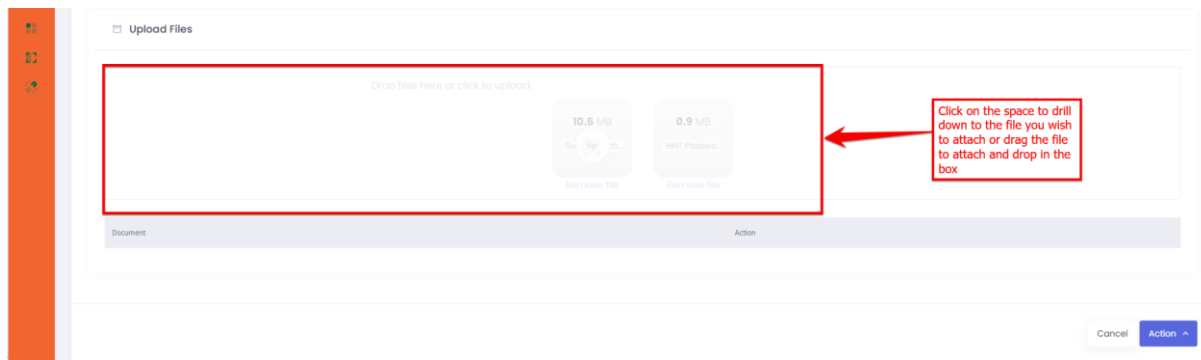 Upload Files
Drop files here or click to upload.
10.6 MB
0.9 MB
HHT Passwo...
Remove file
Remove file
Click on the space to drill
down to the file you wish
to attach or drag the file
to attach and drop in the
box
Document
Action
Cancel
Action